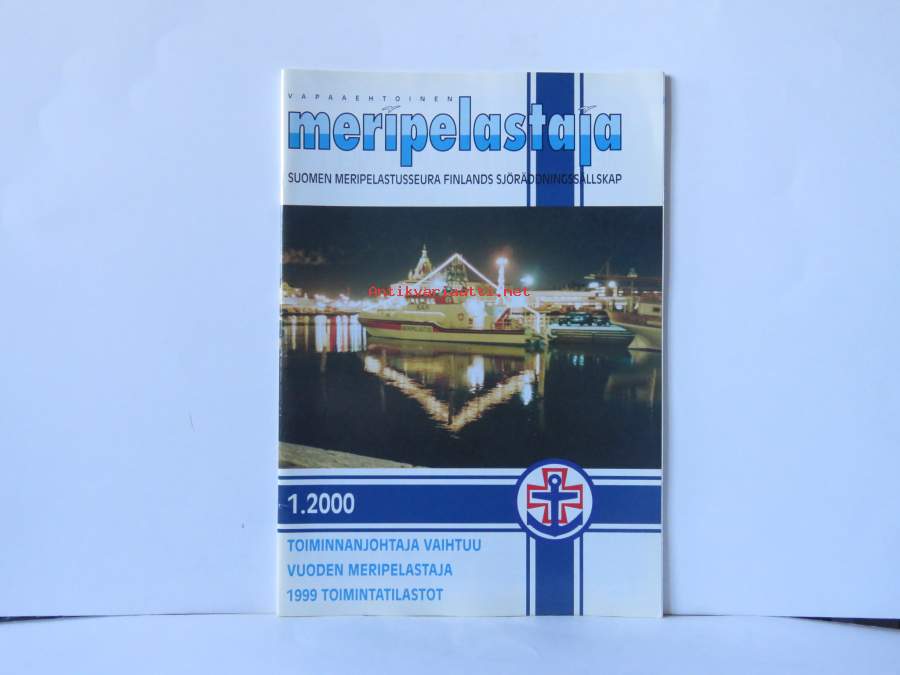 VAPAAEHTOINEN
meripelastaja
SUOMEN MERIPELASTUSSEURA FINLANDS SJÖRÄDDNINGSSÄLLSKAP
Antikvariaatti.net
1.2000
TOIMINNANJOHTAJA VAIHTUU
VUODEN MERIPELASTAJA
1999 TOIMINTATILASTOT